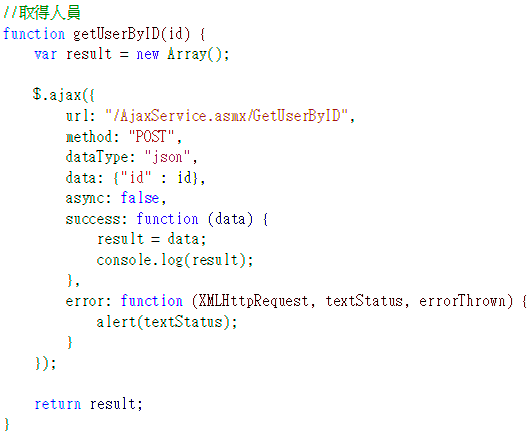 //取得人員
function getUserByID(id) {
    var result = new Array();

    $.ajax({
        url: "/AjaxService.asmx/GetUserByID",
        method: "POST",
        dataType: "json",
        data: {"id" : id},
        async: false,
        success: function (data) {
            result = data;
            console.log(result);
        },
        error: function (XMLHttpRequest, textStatus, errorThrown) {
            alert(textStatus);
        }
    });

    return result;
}